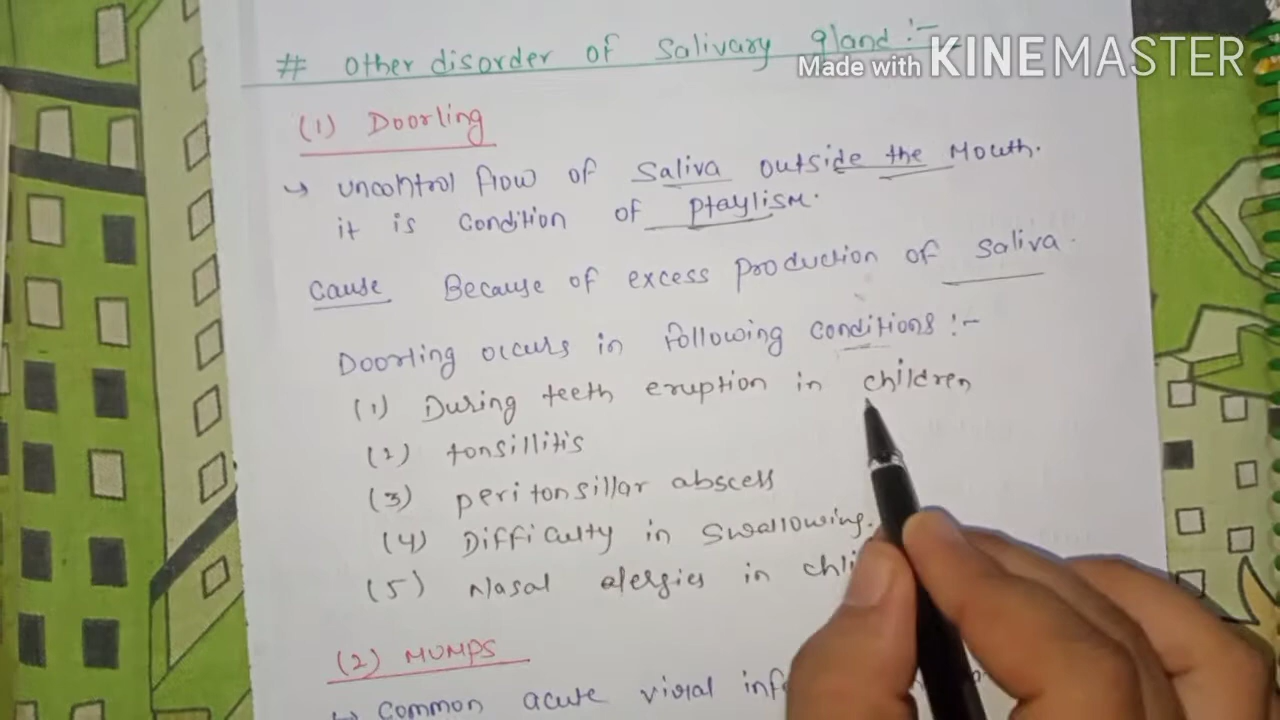 # Other disorder of Salivary gland :-
Made with KINEMASTER
(1) Doorling
→ uncontrol flow of Saliva outside the Mouth.
it is Condition of Ptaylism.
Cause Because of excess Production of Saliva.
Doorling occurs in following Conditions :-
(1) During teeth eruption in children
(2) tonsillitis
(3) peritonsillar abscess
(4) Difficulty in Swallowing.
(5) Nasal alergies in
(2) MUMPS
→ Common acute viral